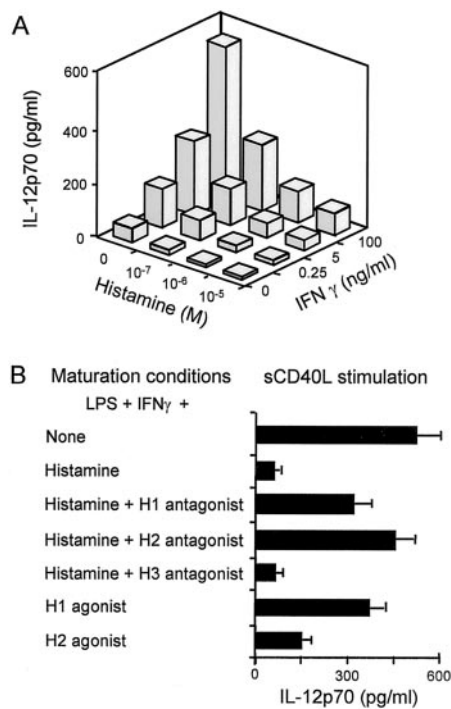 A
IL-12p70 (pg/ml)
600
400
200
0
0
10-7
10-6
10-5
Histamine (M)
0
0.25
5
100
IFN γ (ng/ml)
B
Maturation conditions
sCD40L stimulation
LPS + IFNγ +
None
Histamine
Histamine + H1 antagonist
Histamine + H2 antagonist
Histamine + H3 antagonist
H1 agonist
H2 agonist
0
300
600
IL-12p70 (pg/ml)